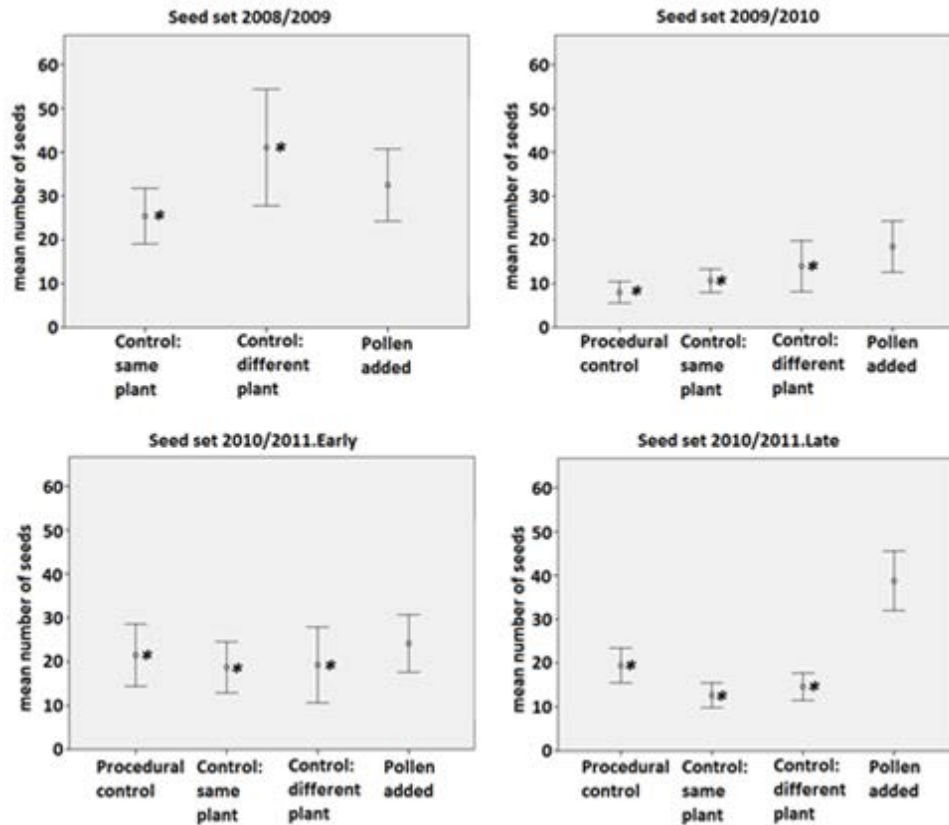 Seed set 2008/2009
mean number of seeds
60
50
40
30
20
10
0
*
*
Control:
same
plant
Control:
different
plant
Pollen
added
Seed set 2009/2010
mean number of seeds
60
50
40
30
20
10
0
*
*
*
Procedural
control
Control:
same
plant
Control:
different
plant
Pollen
added
Seed set 2010/2011.Early
mean number of seeds
60
50
40
30
20
10
0
*
*
*
Procedural
control
Control:
same
plant
Control:
different
plant
Pollen
added
Seed set 2010/2011.Late
mean number of seeds
60
50
40
30
20
10
0
*
*
*
Procedural
control
Control:
same
plant
Control:
different
plant
Pollen
added